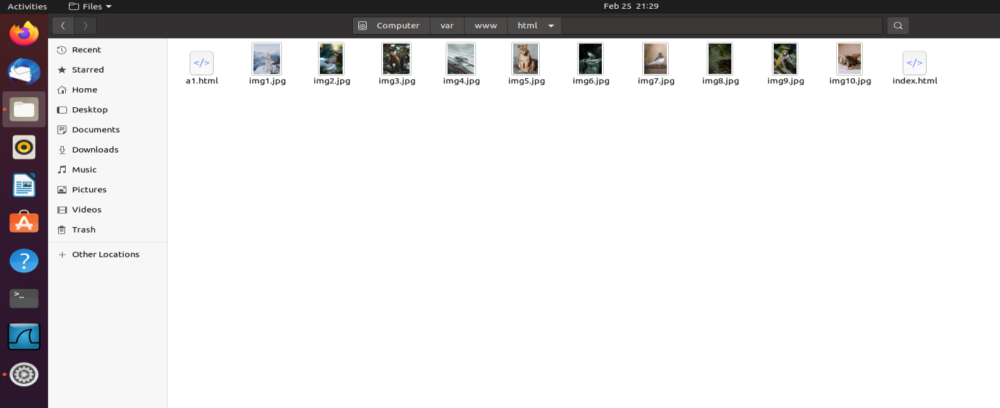 Activities Files Feb 25 21:29
Computer var www html
Recent
Starred
Home
Desktop
Documents
Downloads
Music
Pictures
Videos
Trash
Other Locations
</> </>
a1.html img1.jpg img2.jpg img3.jpg img4.jpg img5.jpg img6.jpg img7.jpg img8.jpg img9.jpg img10.jpg index.html
?
>_